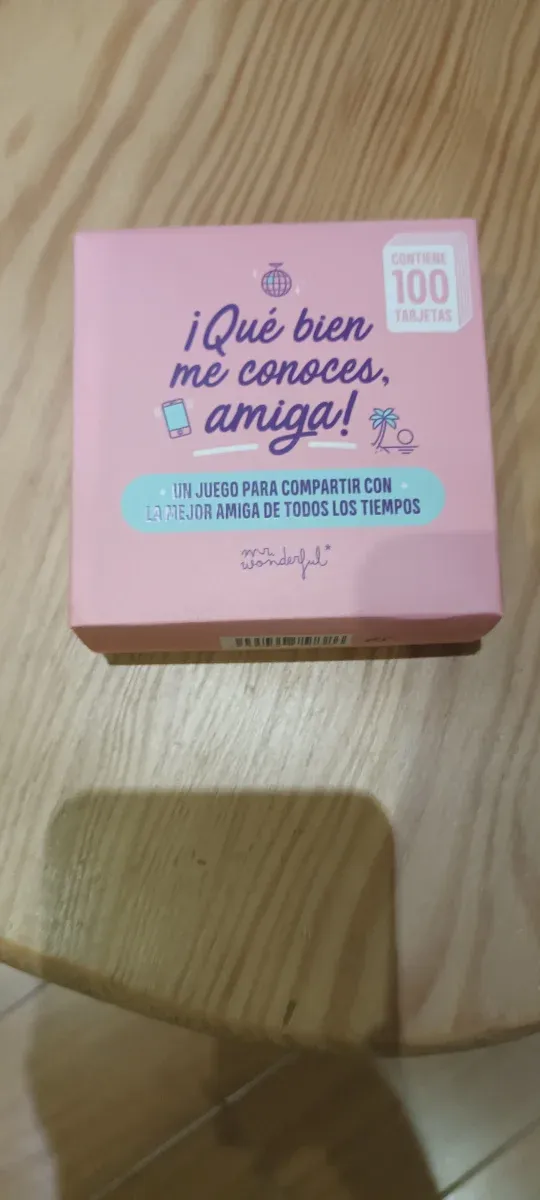 CONTIENE
100
TARJETAS
¡Qué bien
me conoces,
amiga!
UN JUEGO PARA COMPARTIR CON
LA MEJOR AMIGA DE TODOS LOS TIEMPOS
mr.
wonderful*